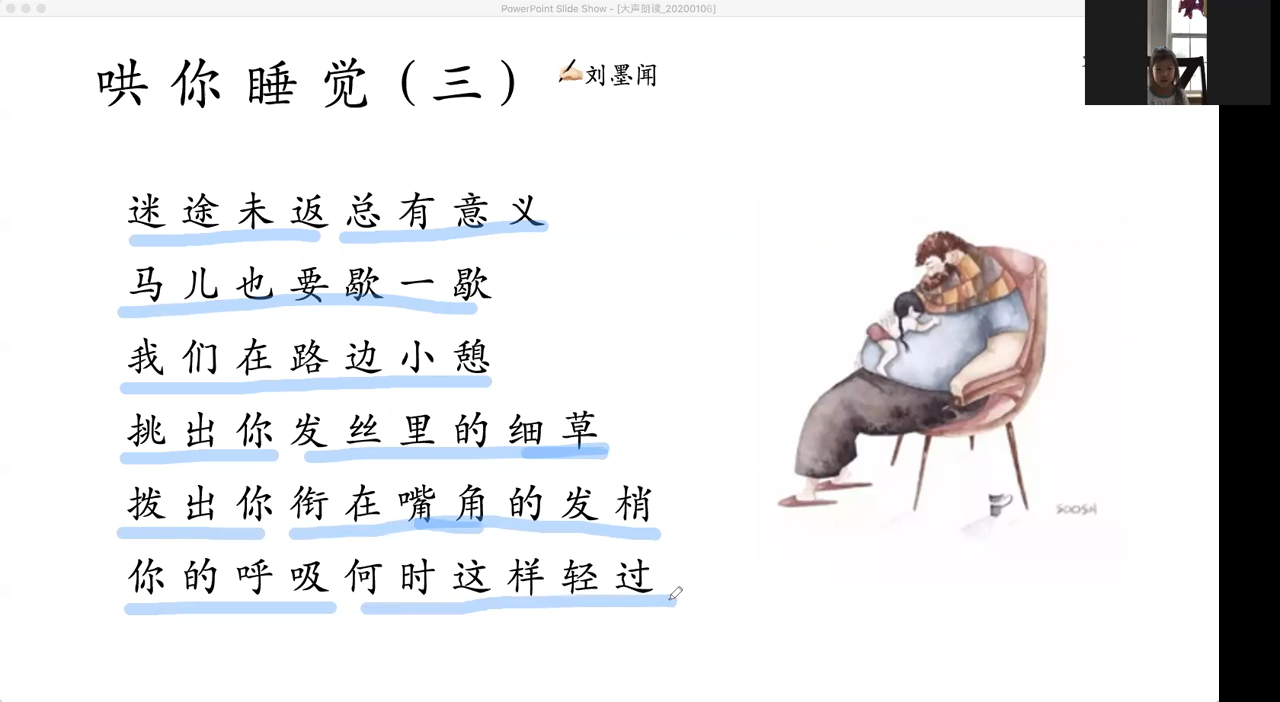 PowerPoint Slide Show - [大声朗读_20200106]
哄你睡觉(三) ✍刘墨闻
迷途未返总有意义
马儿也要歇一歇
我们在路边小憩
挑出你发丝里的细草
拨出你衔在嘴角的发梢
你的呼吸何时这样轻过
SOOSH